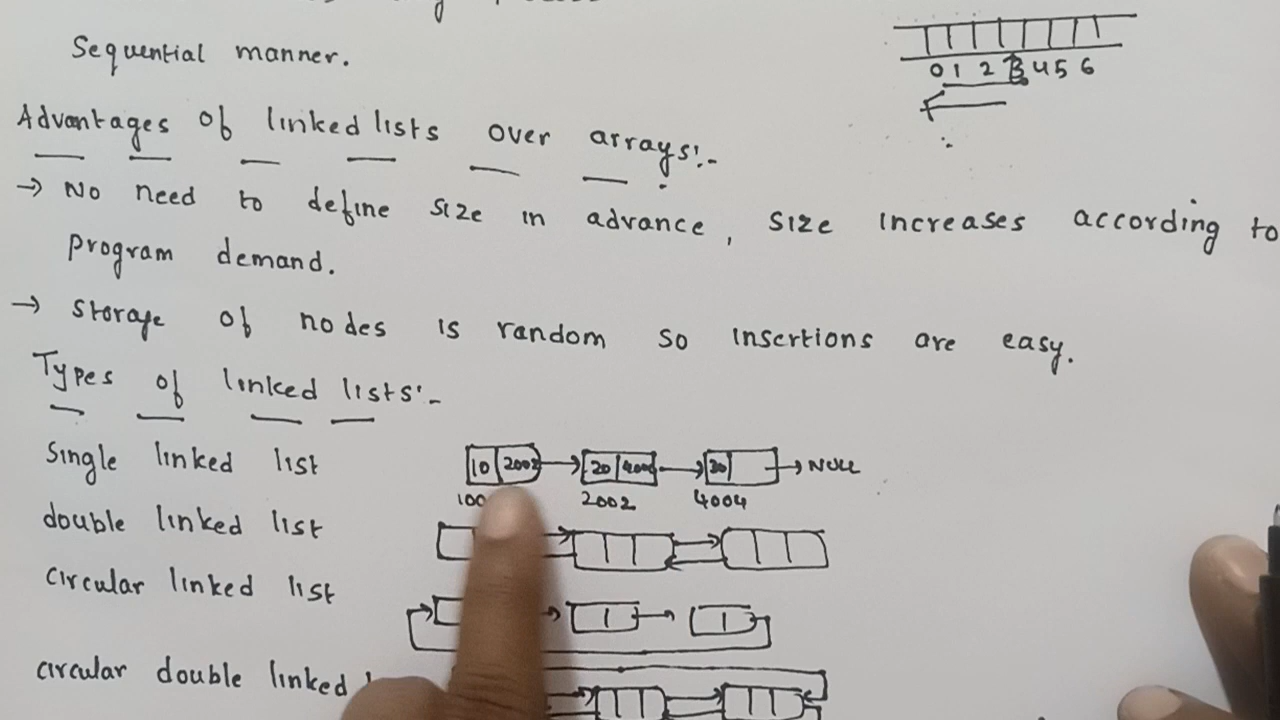 Sequential manner.
0 1 2 3 4 5 6
Advantages of linked lists over arrays:-
→ No need to define size in advance, size increases according to
program demand.
→ storage of nodes is random so insertions are easy.
Types of linked lists:-
Single linked list
10 2002 → 20 4004 → 30 → NULL
100 2002 4004
double linked list
circular linked list
circular double linked